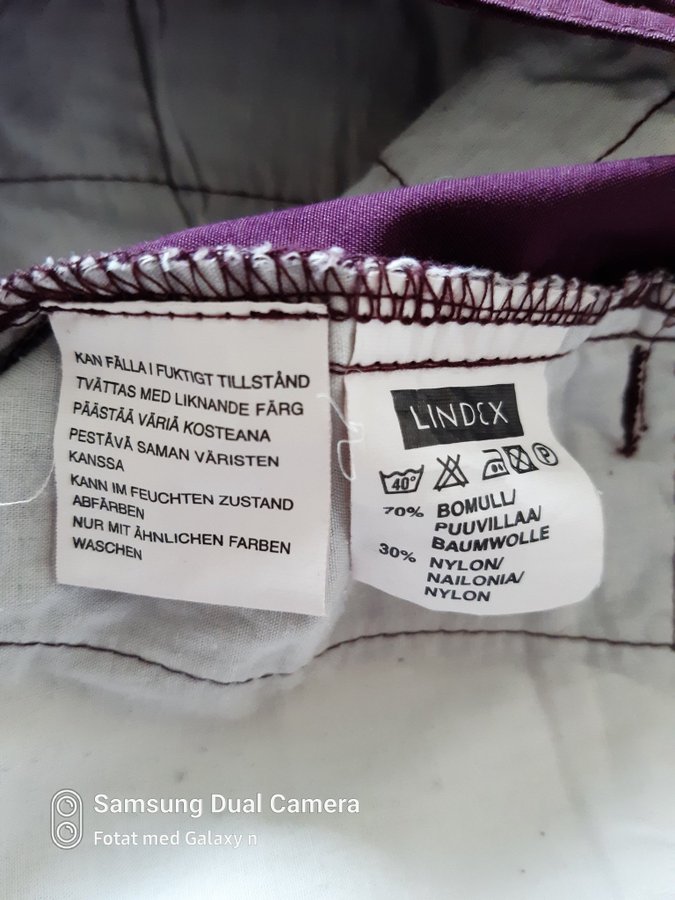 KAN FÄLLA I FUKTIGT TILLSTÅND
TVÄTTAS MED LIKNANDE FÄRG
PÄÄSTÄÄ VÄRIÄ KOSTEANA
PESTÄVÄ SAMAN VÄRISTEN
KANSSA
KANN IM FEUCHTEN ZUSTAND
ABFÄRBEN
NUR MIT ÄHNLICHEN FARBEN
WASCHEN
LINDEX
40° P
70% BOMULL/
PUUVILLAA/
BAUMWOLLE
30% NYLON/
NAILONIA/
NYLON
Samsung Dual Camera
Fotat med Galaxy n